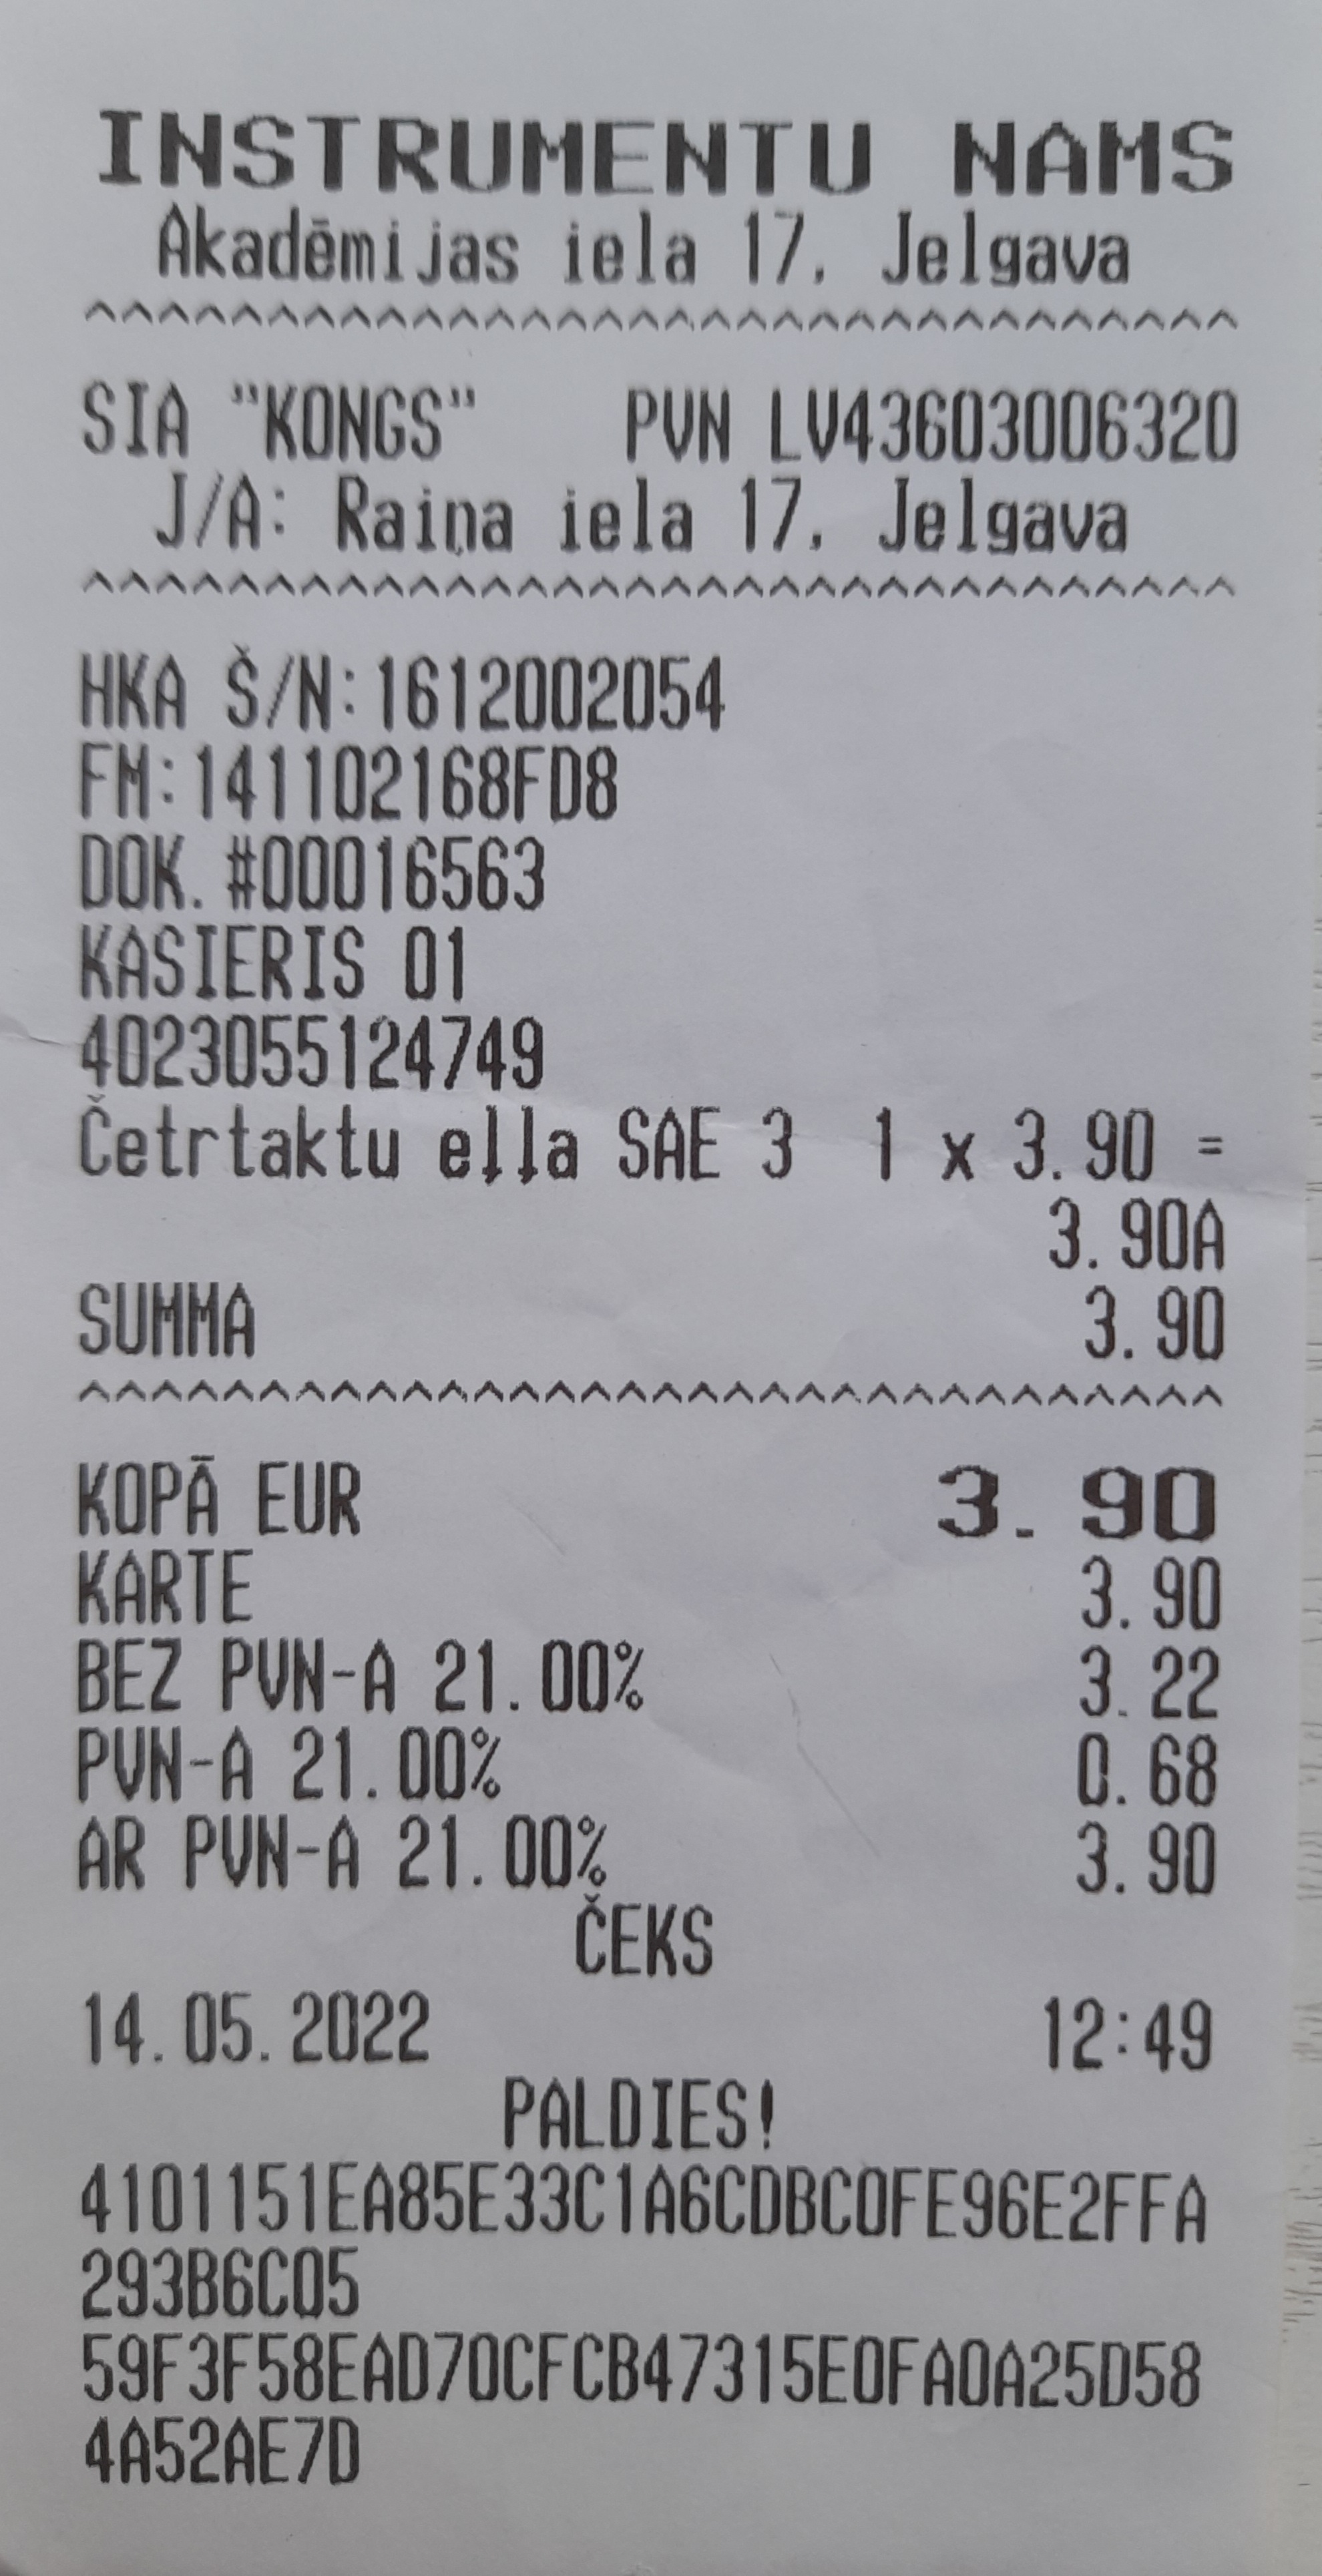 INSTRUMENTU NAMS
Akadēmijas iela 17, Jelgava
^^^^^^^^^^^^^^^^^^^^^^^^^^^^^^^^
SIA "KONGS" PVN LV43603006320
J/A: Raiņa iela 17, Jelgava
^^^^^^^^^^^^^^^^^^^^^^^^^^^^^^^^
HKA Š/N:1612002054
FM:141102168FD8
DOK. #00016563
KASIERIS 01
4023055124749
Četrtaktu eļļa SAE 3 1 x 3.90 =
3.90A
SUMMA 3.90
^^^^^^^^^^^^^^^^^^^^^^^^^^^^^^^^
KOPĀ EUR 3.90
KARTE 3.90
BEZ PVN-A 21.00% 3.22
PVN-A 21.00% 0.68
AR PVN-A 21.00% 3.90
ČEKS
14.05.2022 12:49
PALDIES!
4101151EA85E33C1A6CDBC0FE96E2FFA
293B6C05
59F3F58EAD70CFCB47315E0FA0A25D58
4A52AE7D